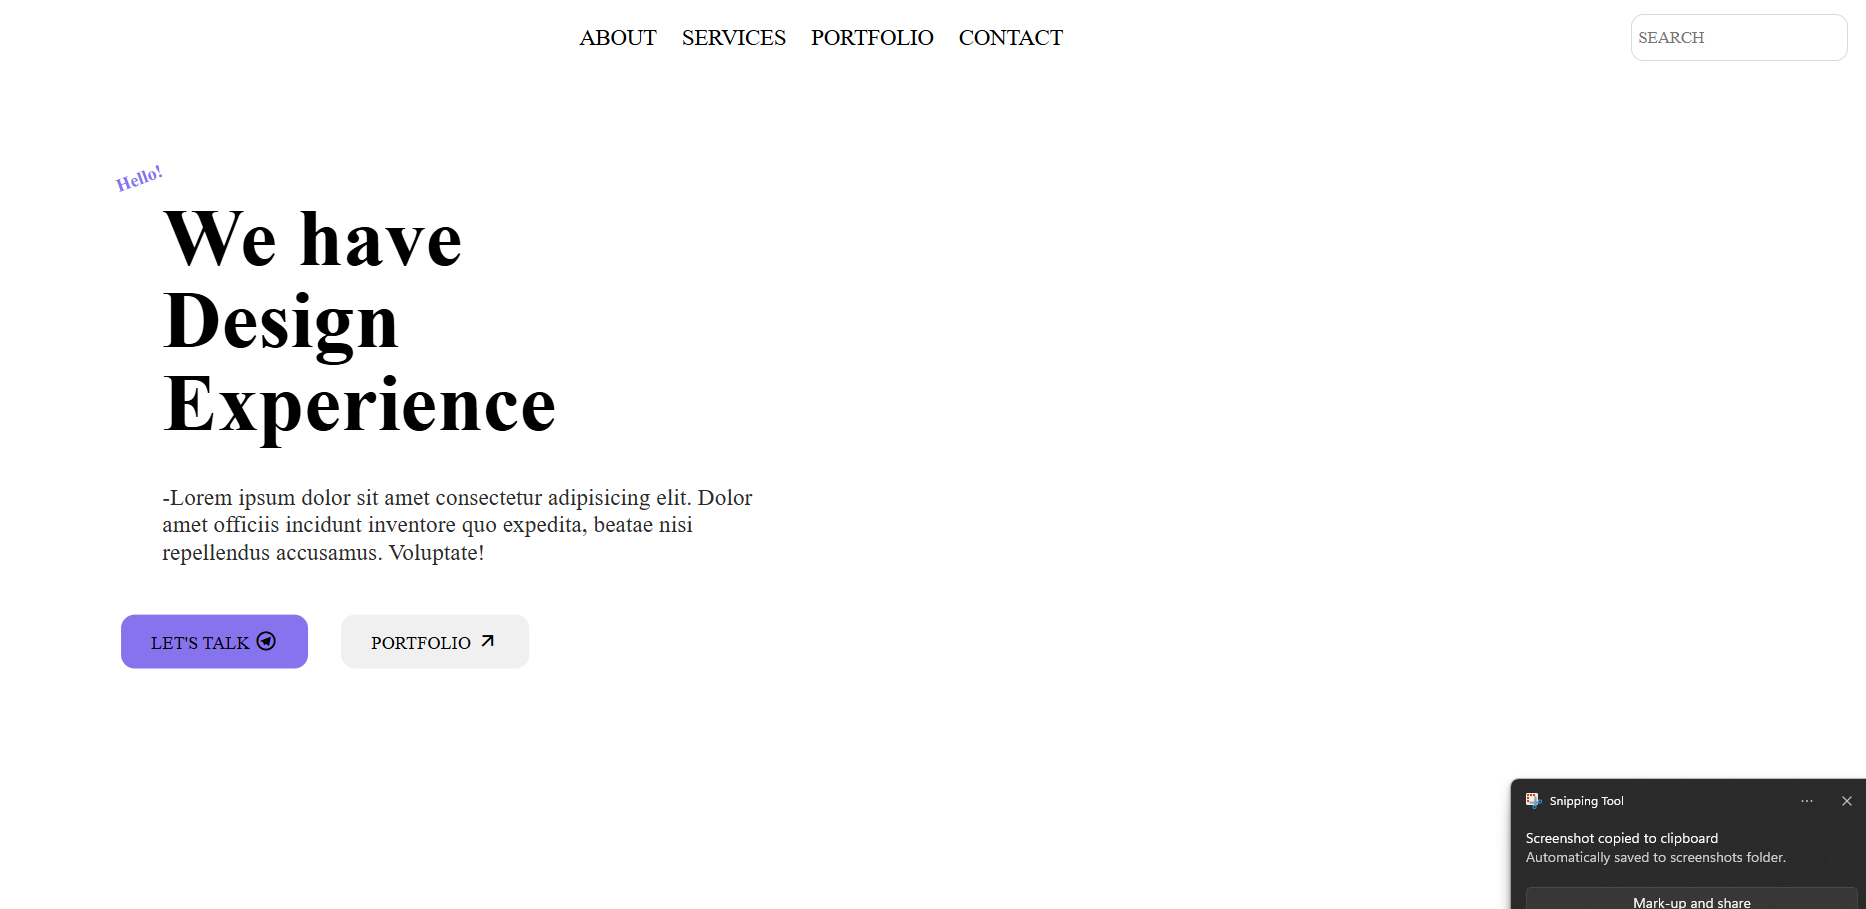 ABOUT SERVICES PORTFOLIO CONTACT SEARCH
Hello!
We have
Design
Experience
-Lorem ipsum dolor sit amet consectetur adipisicing elit. Dolor
amet officiis incidunt inventore quo expedita, beatae nisi
repellendus accusamus. Voluptate!
LET'S TALK PORTFOLIO
Snipping Tool
Screenshot copied to clipboard
Automatically saved to screenshots folder.
Mark-up and share